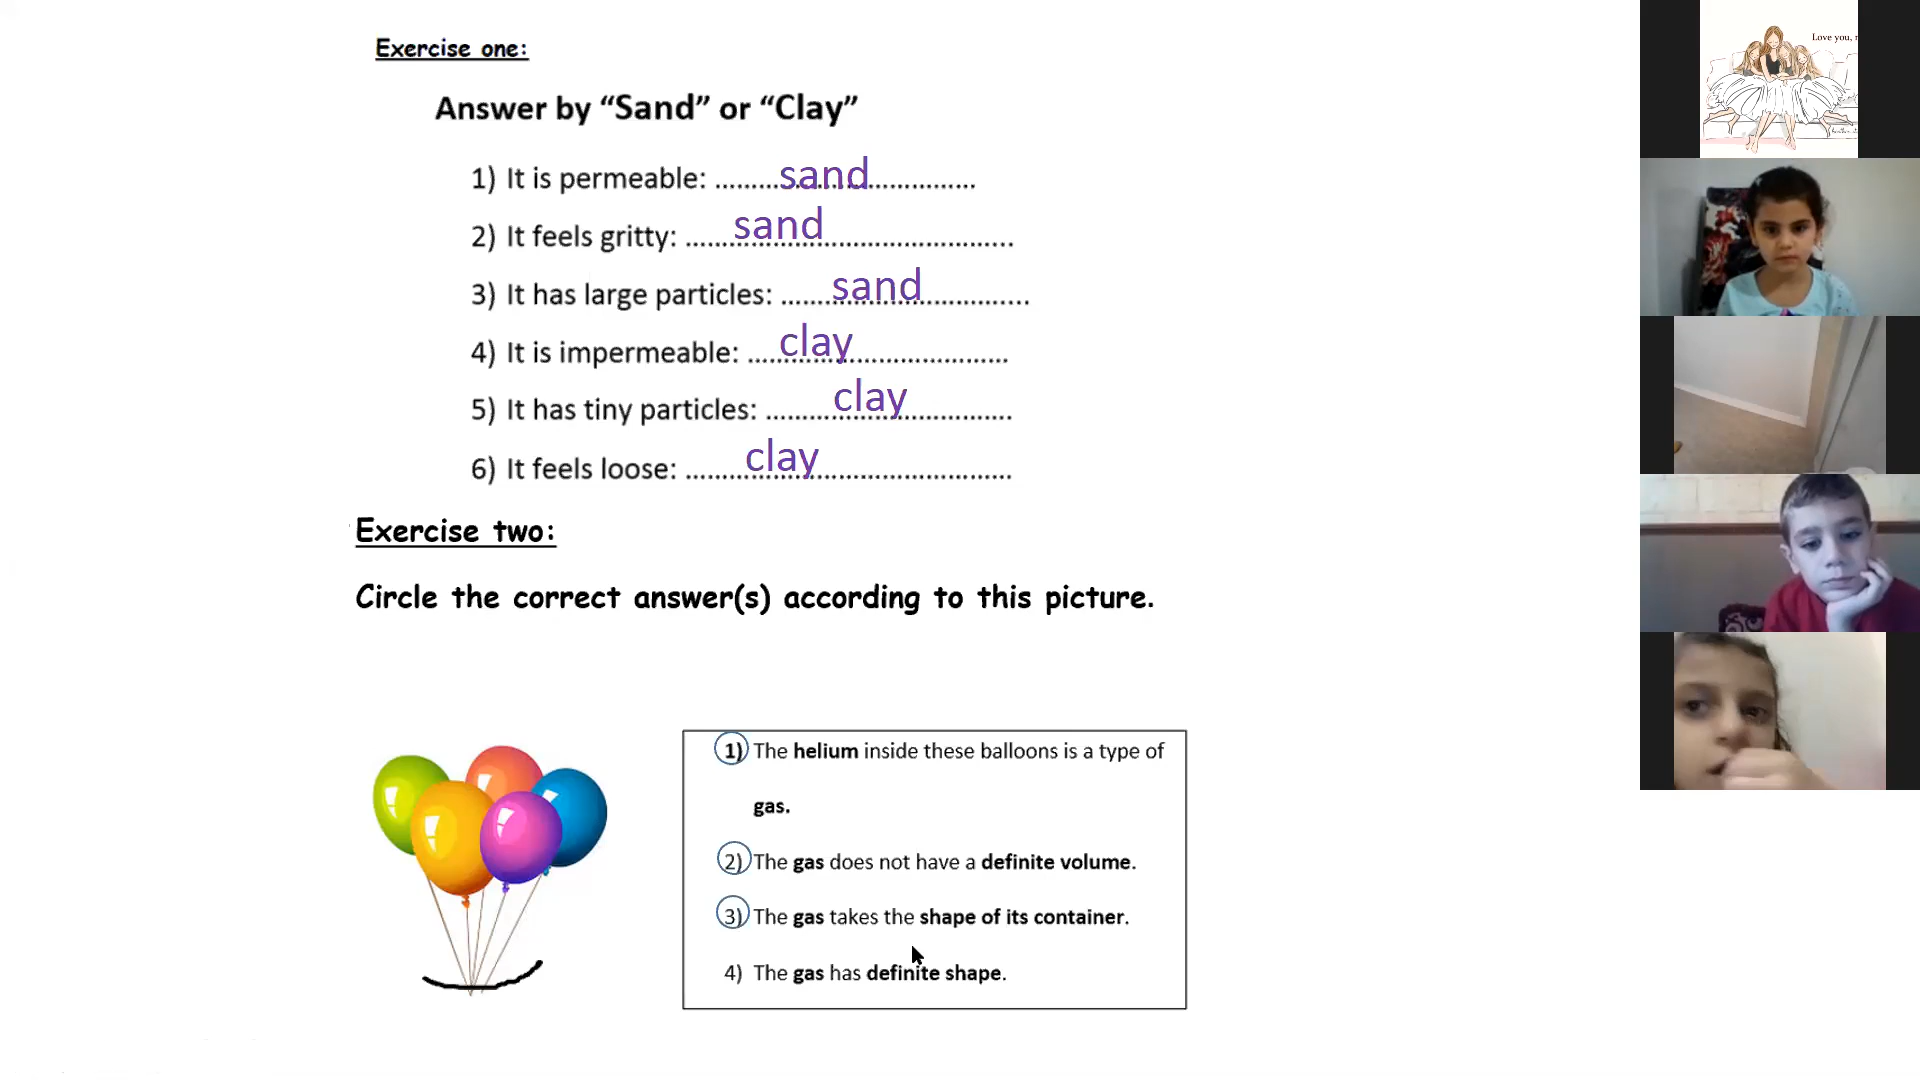 Exercise one:
Answer by “Sand” or “Clay”
1) It is permeable: ..........sand...............
2) It feels gritty: .......sand..........................
3) It has large particles: .......sand...............
4) It is impermeable: ....clay.....................
5) It has tiny particles: .........clay..............
6) It feels loose: ........clay...........................
Exercise two:
Circle the correct answer(s) according to this picture.
1) The helium inside these balloons is a type of
gas.
2) The gas does not have a definite volume.
3) The gas takes the shape of its container.
4) The gas has definite shape.
Love you,